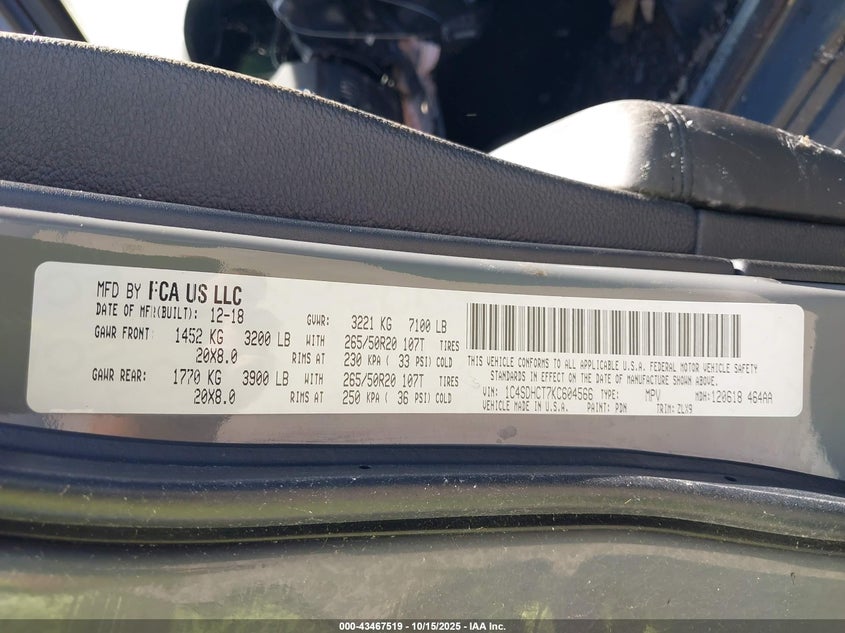 MFD BY FCA US LLC
DATE OF MFR(BUILT): 12-18 GVWR: 3221 KG 7100 LB
GAWR FRONT: 1452 KG 3200 LB WITH 265/50R20 107T TIRES
20X8.0 RIMS AT 230 KPA ( 33 PSI) COLD
GAWR REAR: 1770 KG 3900 LB WITH 265/50R20 107T TIRES
20X8.0 RIMS AT 250 KPA ( 36 PSI) COLD
THIS VEHICLE CONFORMS TO ALL APPLICABLE U.S.A. FEDERAL MOTOR VEHICLE SAFETY
STANDARDS IN EFFECT ON THE DATE OF MANUFACTURE SHOWN ABOVE.
VIN: 1C4SDHCT7KC604566 TYPE: MPV MDH: 120618 464AA
VEHICLE MADE IN U.S.A. PAINT: PDN TRIM: ZLX9
000-43467519 - 10/15/2025 - IAA Inc.